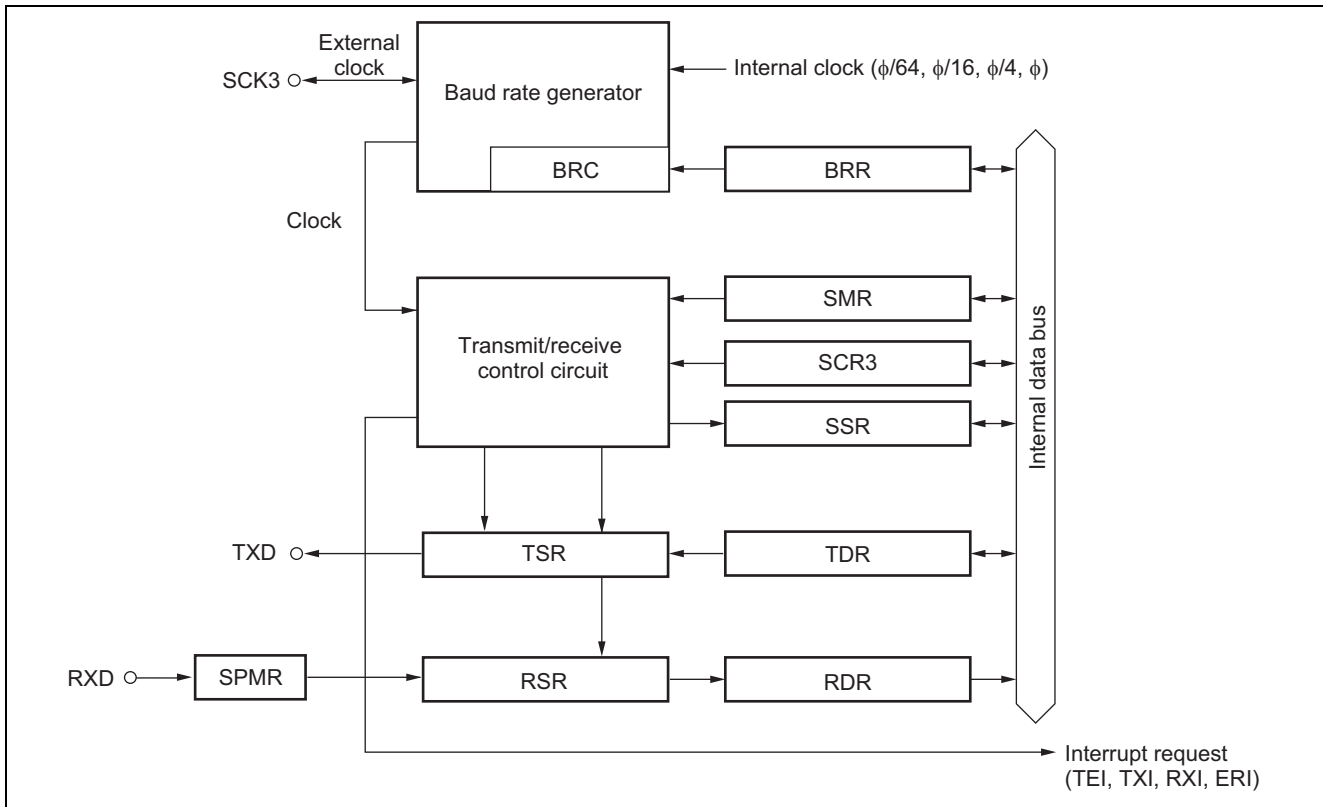 External
clock
SCK3
Baud rate generator
Internal clock (ϕ/64, ϕ/16, ϕ/4, ϕ)
BRC
BRR
Clock
SMR
Transmit/receive
control circuit
SCR3
SSR
Internal data bus
TXD
TSR
TDR
RXD
SPMR
RSR
RDR
Interrupt request
(TEI, TXI, RXI, ERI)